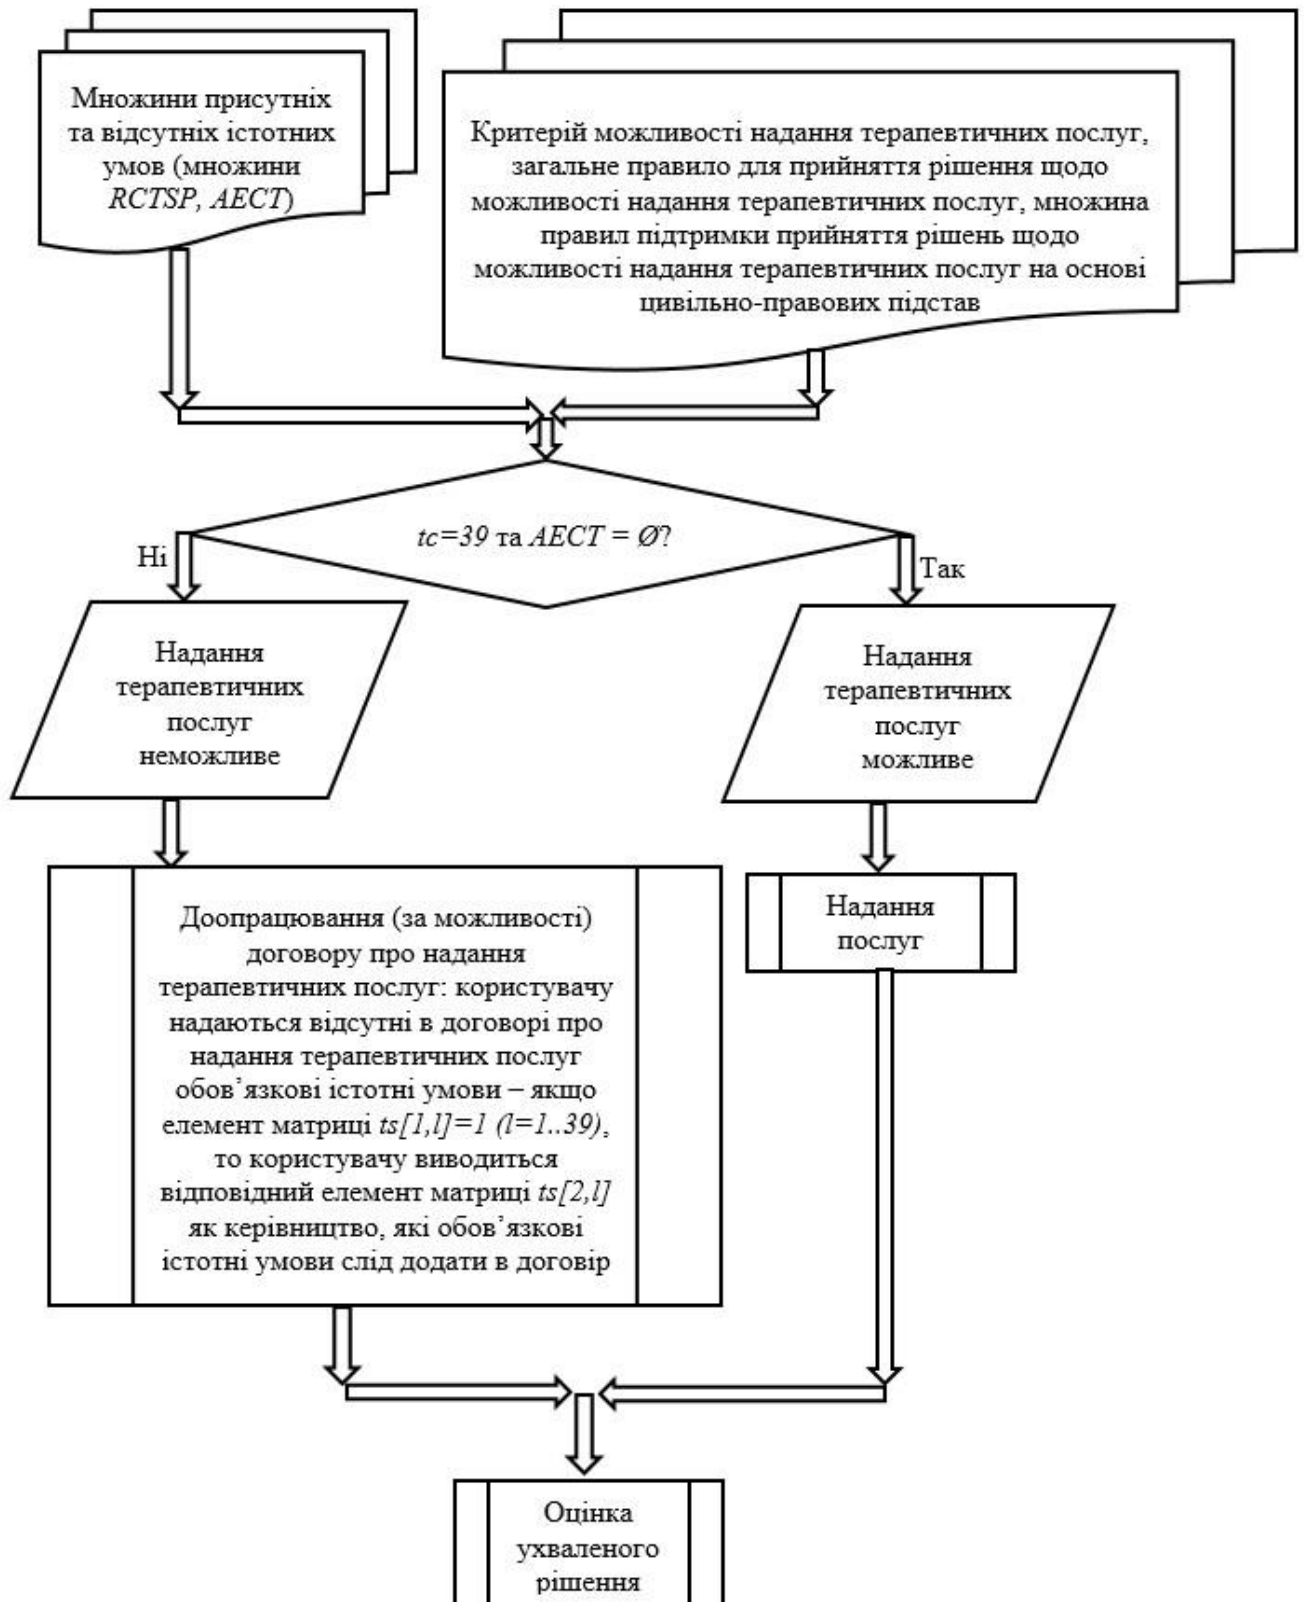 Множини присутніх
та відсутніх істотних
умов (множини
RCTSP, AECT)
Критерій можливості надання терапевтичних послуг,
загальне правило для прийняття рішення щодо
можливості надання терапевтичних послуг, множина
правил підтримки прийняття рішень щодо
можливості надання терапевтичних послуг на основі
цивільно-правових підстав
tc=39 та AECT = Ø?
Ні
Так
Надання
терапевтичних
послуг
неможливе
Надання
терапевтичних
послуг
можливе
Доопрацювання (за можливості)
договору про надання
терапевтичних послуг: користувачу
надаються відсутні в договорі про
надання терапевтичних послуг
обов’язкові істотні умови – якщо
елемент матриці ts[1,l]=1 (l=1..39),
то користувачу виводиться
відповідний елемент матриці ts[2,l]
як керівництво, які обов’язкові
істотні умови слід додати в договір
Надання
послуг
Оцінка
ухваленого
рішення